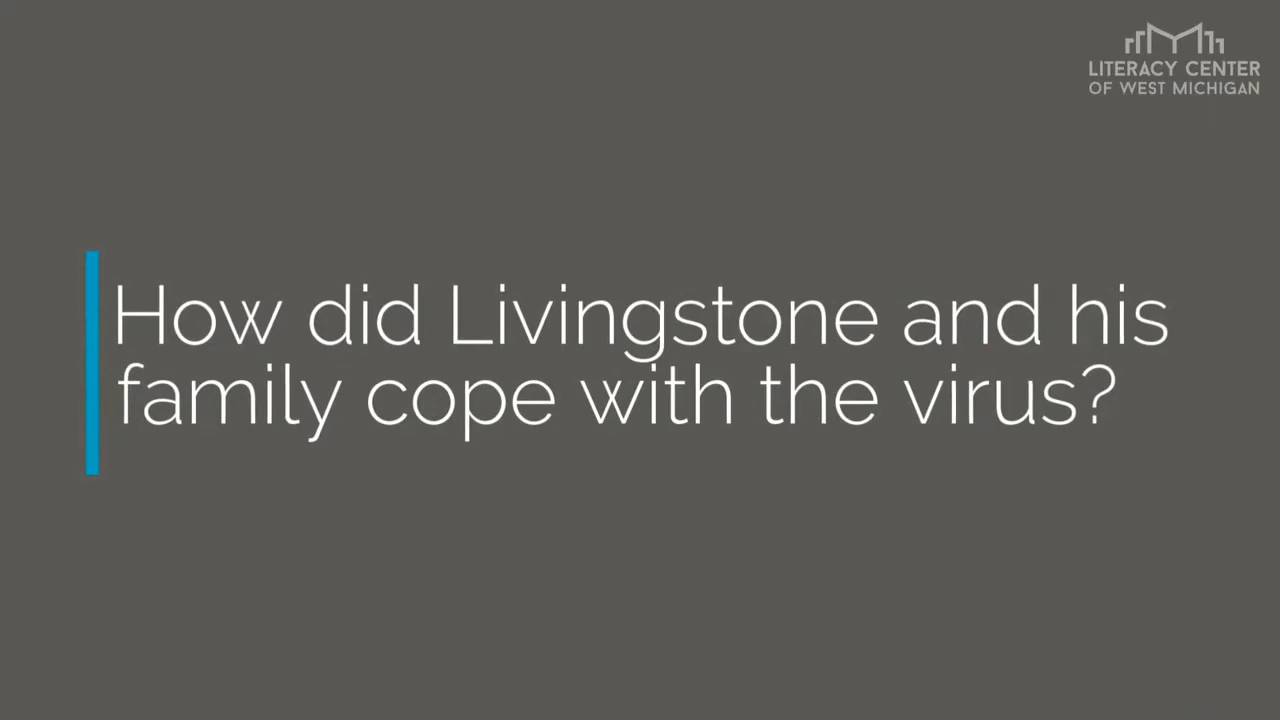 LITERACY CENTER
OF WEST MICHIGAN
How did Livingstone and his
family cope with the virus?